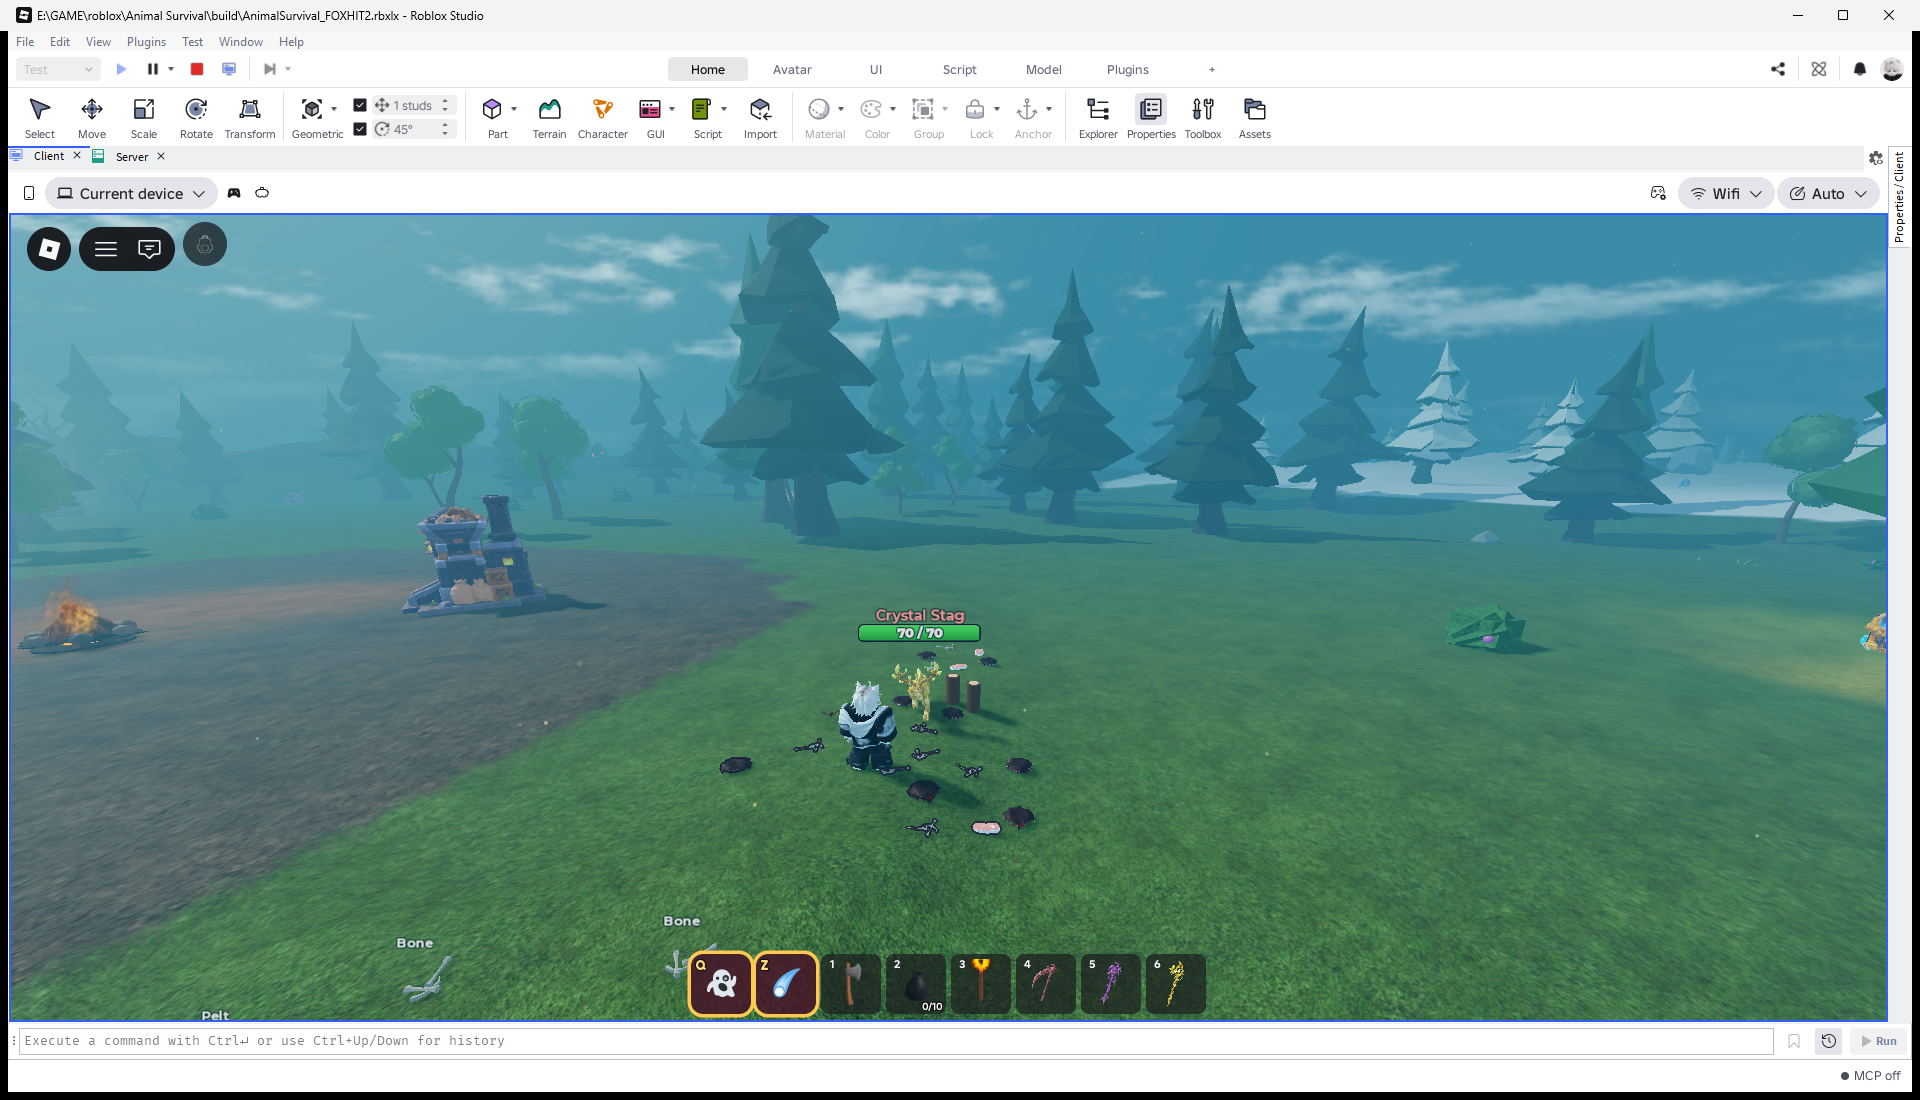 E:\GAME\roblox\Animal Survival\build\AnimalSurvival_FOXHIT2.rbxlx - Roblox Studio
File Edit View Plugins Test Window Help
Test
Home Avatar UI Script Model Plugins +
Select Move Scale Rotate Transform Geometric
1 studs
45°
Part Terrain Character GUI Script Import Material Color Group Lock Anchor Explorer Properties Toolbox Assets
Client Server
Properties / Client
Current device
Wifi Auto
Crystal Stag
70 / 70
Bone
Bone
Pelt
Q Z 1 2 3 4 5 6
0/10
Execute a command with Ctrl↵ or use Ctrl+Up/Down for history
Run
MCP off